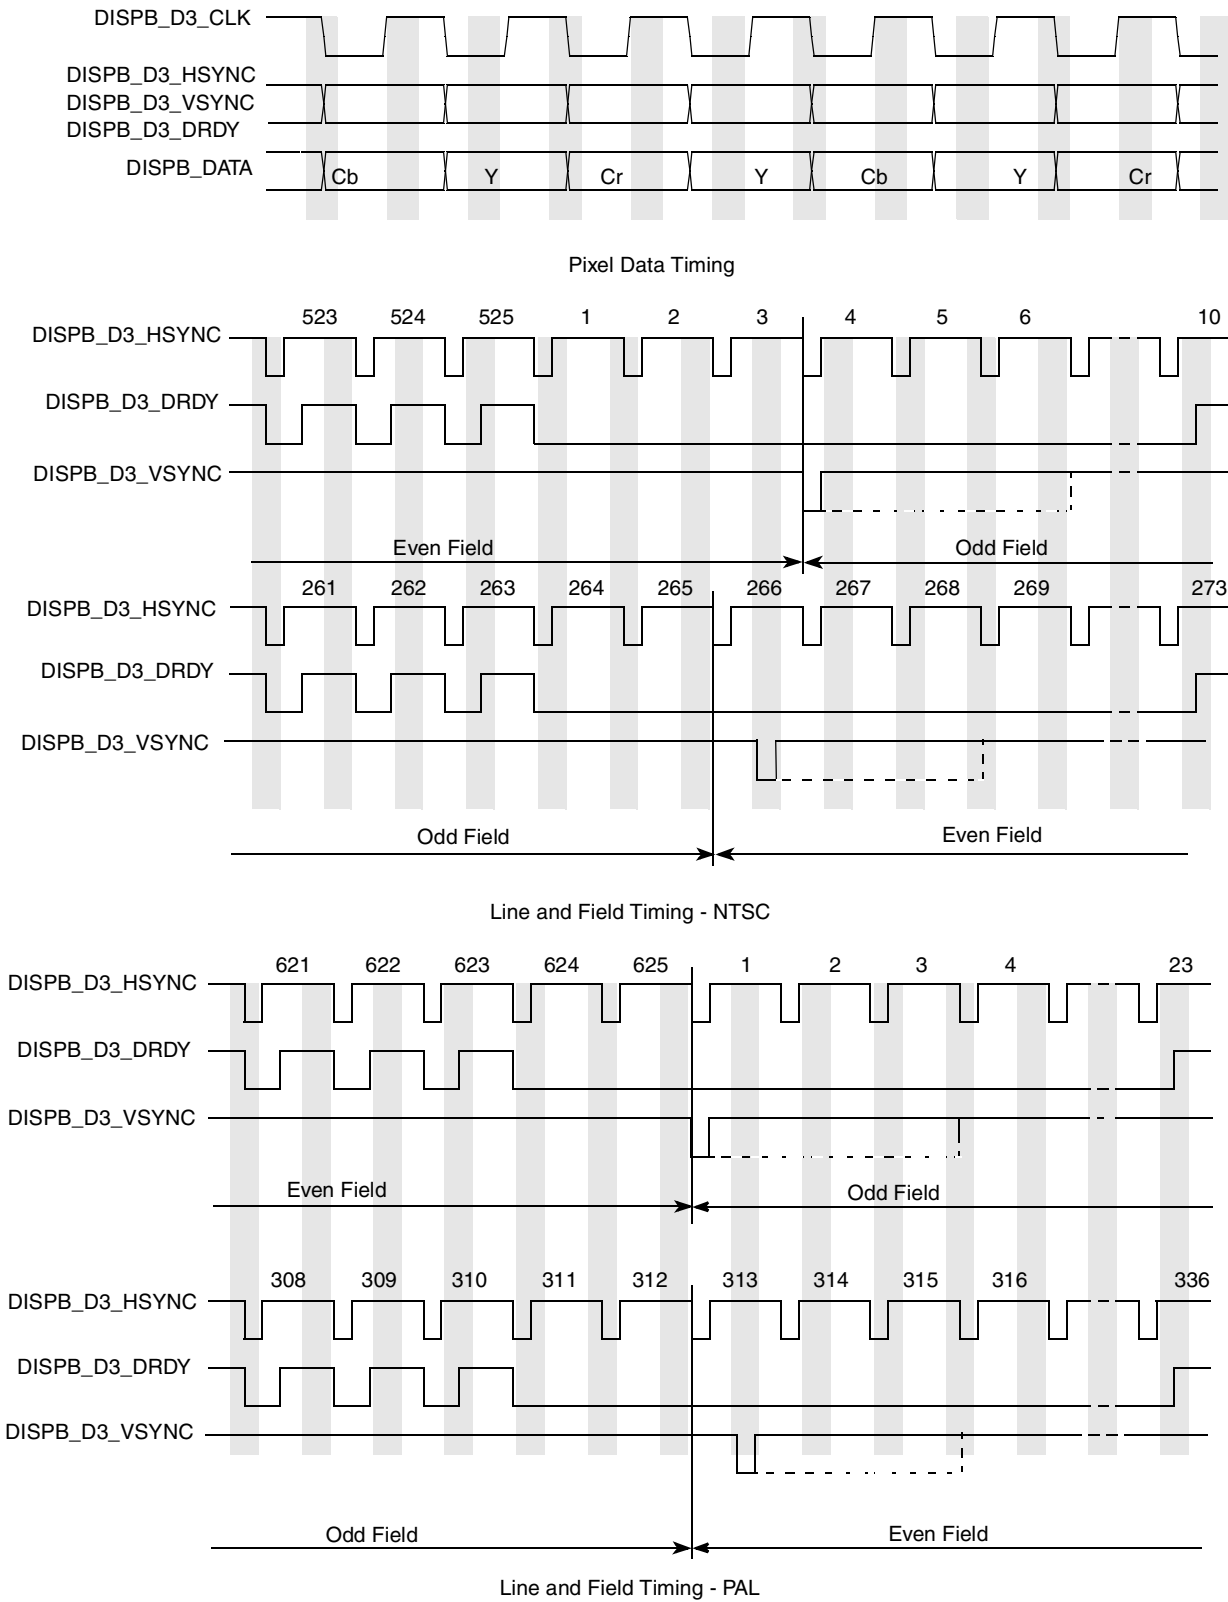 DISPB_D3_CLK
DISPB_D3_HSYNC
DISPB_D3_VSYNC
DISPB_D3_DRDY
DISPB_DATA
Cb Y Cr Y Cb Y Cr
Pixel Data Timing
523 524 525 1 2 3 4 5 6 10
DISPB_D3_HSYNC
DISPB_D3_DRDY
DISPB_D3_VSYNC
Even Field Odd Field
261 262 263 264 265 266 267 268 269 273
DISPB_D3_HSYNC
DISPB_D3_DRDY
DISPB_D3_VSYNC
Odd Field Even Field
Line and Field Timing - NTSC
621 622 623 624 625 1 2 3 4 23
DISPB_D3_HSYNC
DISPB_D3_DRDY
DISPB_D3_VSYNC
Even Field Odd Field
308 309 310 311 312 313 314 315 316 336
DISPB_D3_HSYNC
DISPB_D3_DRDY
DISPB_D3_VSYNC
Odd Field Even Field
Line and Field Timing - PAL